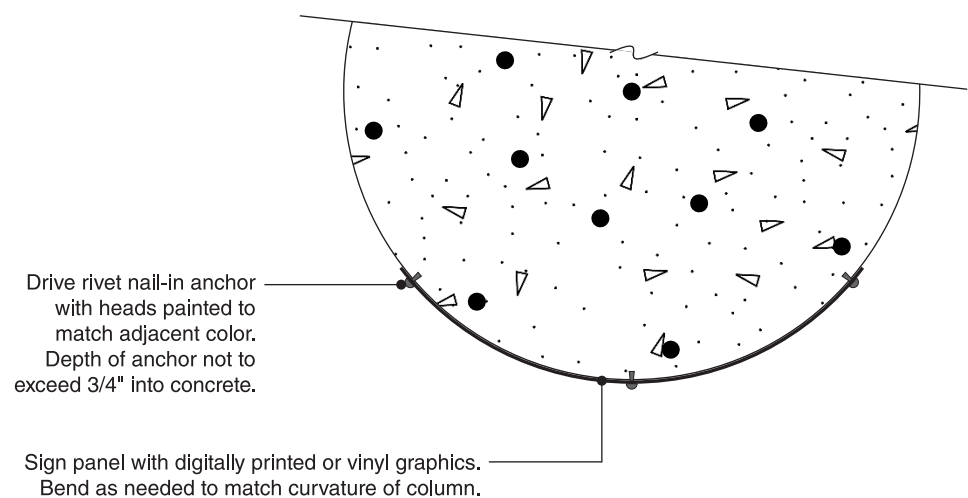 Drive rivet nail-in anchor
with heads painted to
match adjacent color.
Depth of anchor not to
exceed 3/4" into concrete.
Sign panel with digitally printed or vinyl graphics.
Bend as needed to match curvature of column.